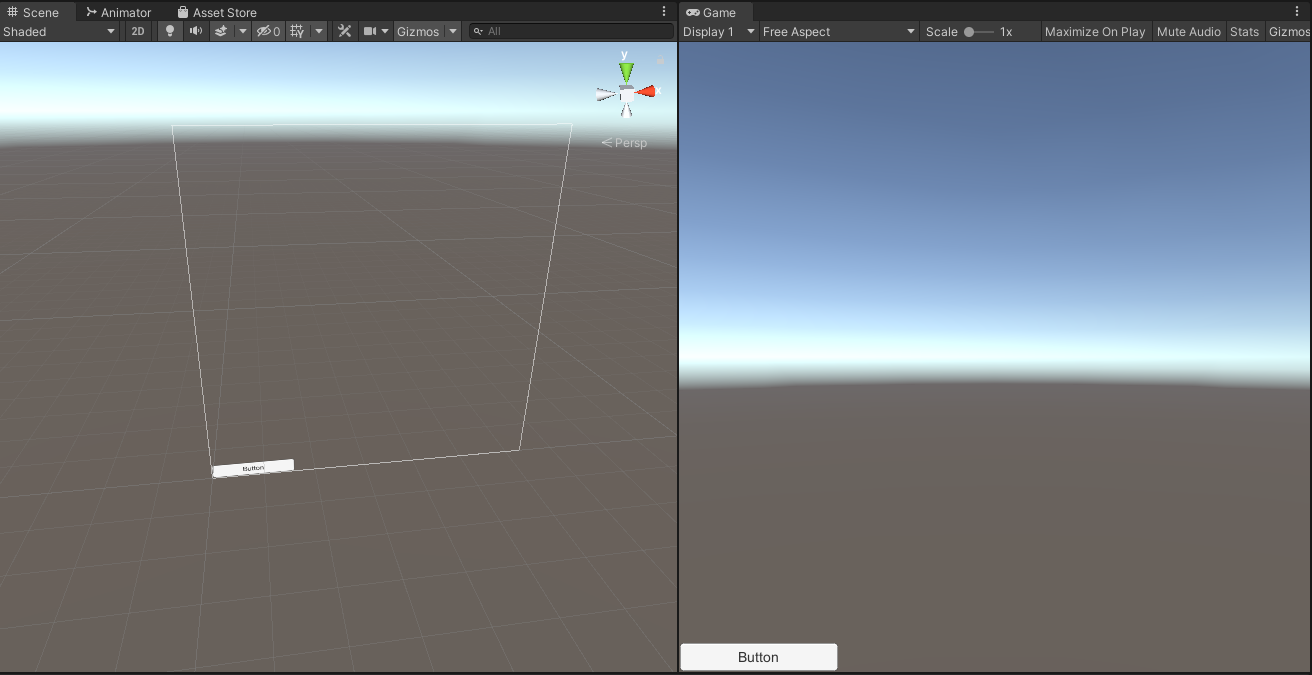 Scene Animator Asset Store
Shaded 2D 0 Gizmos All
y
x
Persp
Button
Game
Display 1 Free Aspect Scale 1x Maximize On Play Mute Audio Stats Gizmos
Button